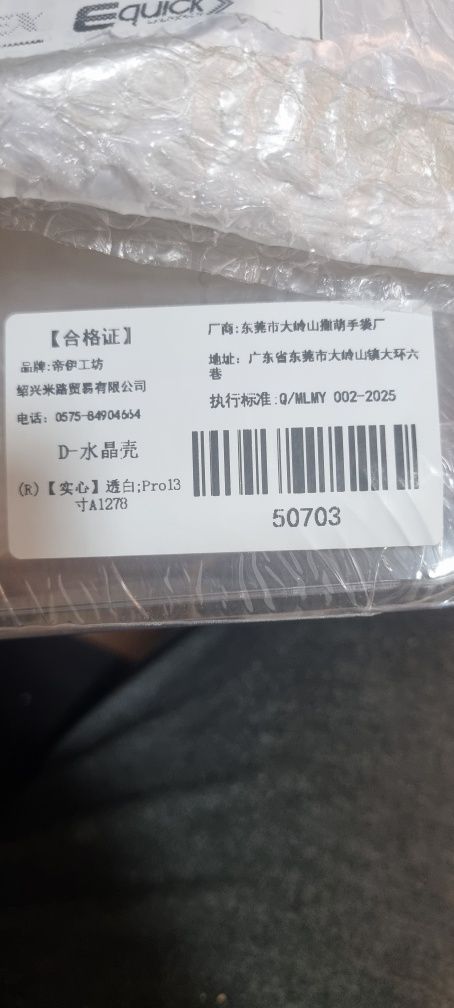 Equick
【合格证】
品牌:帝伊工坊
绍兴米路贸易有限公司
电话: 0575-84904664
D-水晶壳
(R)【实心】透白;Pro13
寸A1278
厂商:东莞市大岭山撒萌手袋厂
地址: 广东省东莞市大岭山镇大环六
巷
执行标准:Q/MLMY 002-2025
50703